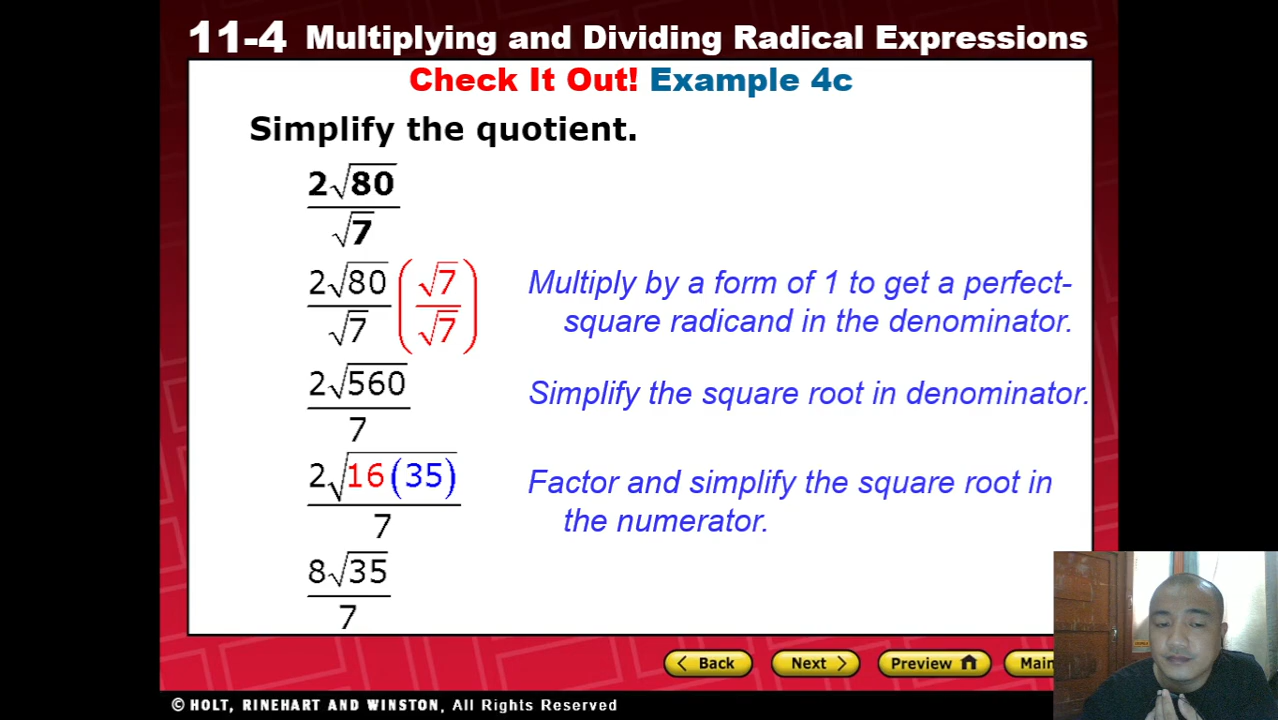 11-4 Multiplying and Dividing Radical Expressions
Check It Out! Example 4c
Simplify the quotient.
2√80
√7
2√80 (√7)
√7 (√7)
Multiply by a form of 1 to get a perfect-
square radicand in the denominator.
2√560
7
Simplify the square root in denominator.
2√16(35)
7
Factor and simplify the square root in
the numerator.
8√35
7
< Back Next > Preview Main
© HOLT, RINEHART AND WINSTON, All Rights Reserved